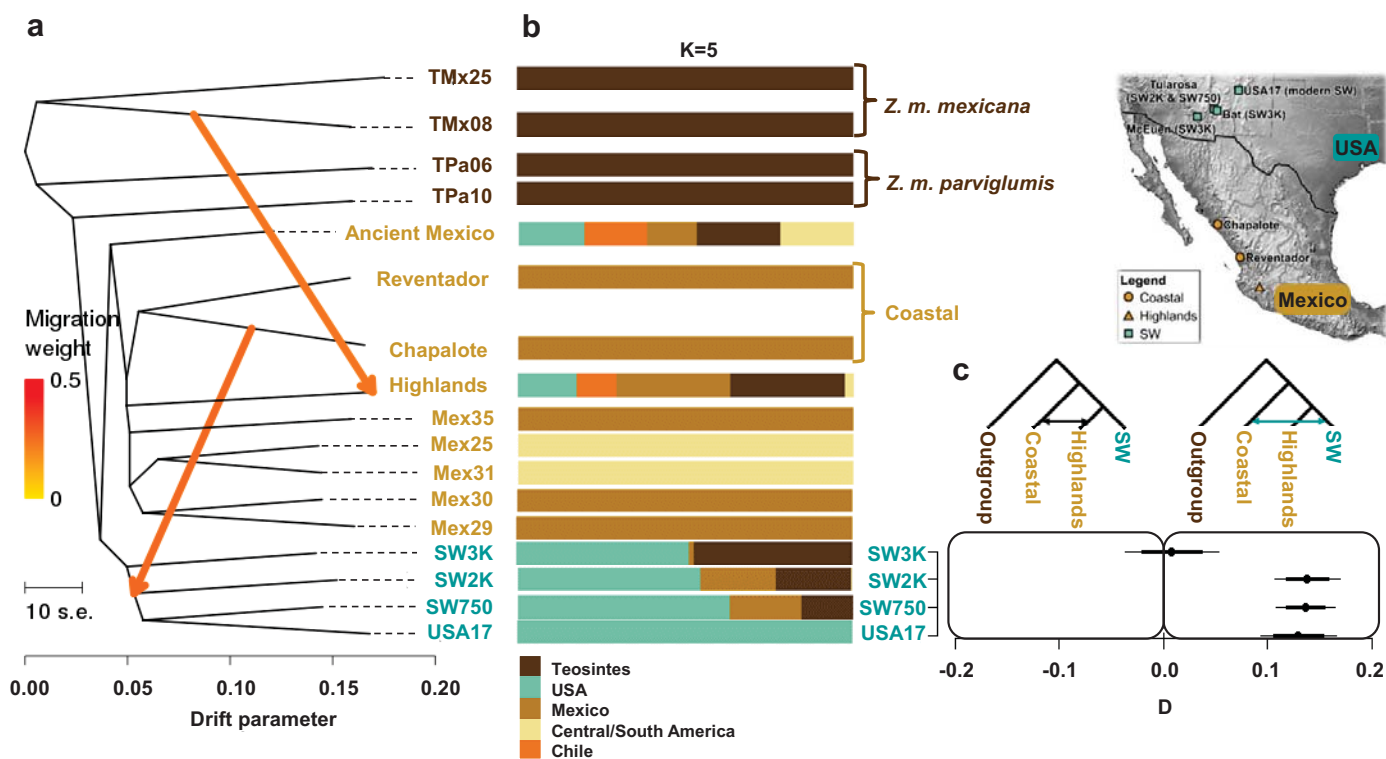 a
TMx25
TMx08
TPa06
TPa10
Ancient Mexico
Reventador
Chapalote
Highlands
Mex35
Mex25
Mex31
Mex30
Mex29
SW3K
SW2K
SW750
USA17
Migration
weight
0.5
0
10 s.e.
0.00
0.05
0.10
0.15
0.20
Drift parameter
b
K=5
Z. m. mexicana
Z. m. parviglumis
Coastal
Teosintes
USA
Mexico
Central/South America
Chile
Tularosa
(SW2K & SW750)
USA17 (modern SW)
Bat (SW3K)
McEuen (SW3K)
USA
Chapalote
Reventador
Mexico
Legend
Coastal
Highlands
SW
c
Outgroup
Coastal
Highlands
SW
Outgroup
Coastal
Highlands
SW
SW3K
SW2K
SW750
USA17
-0.2
-0.1
0.0
0.1
0.2
D